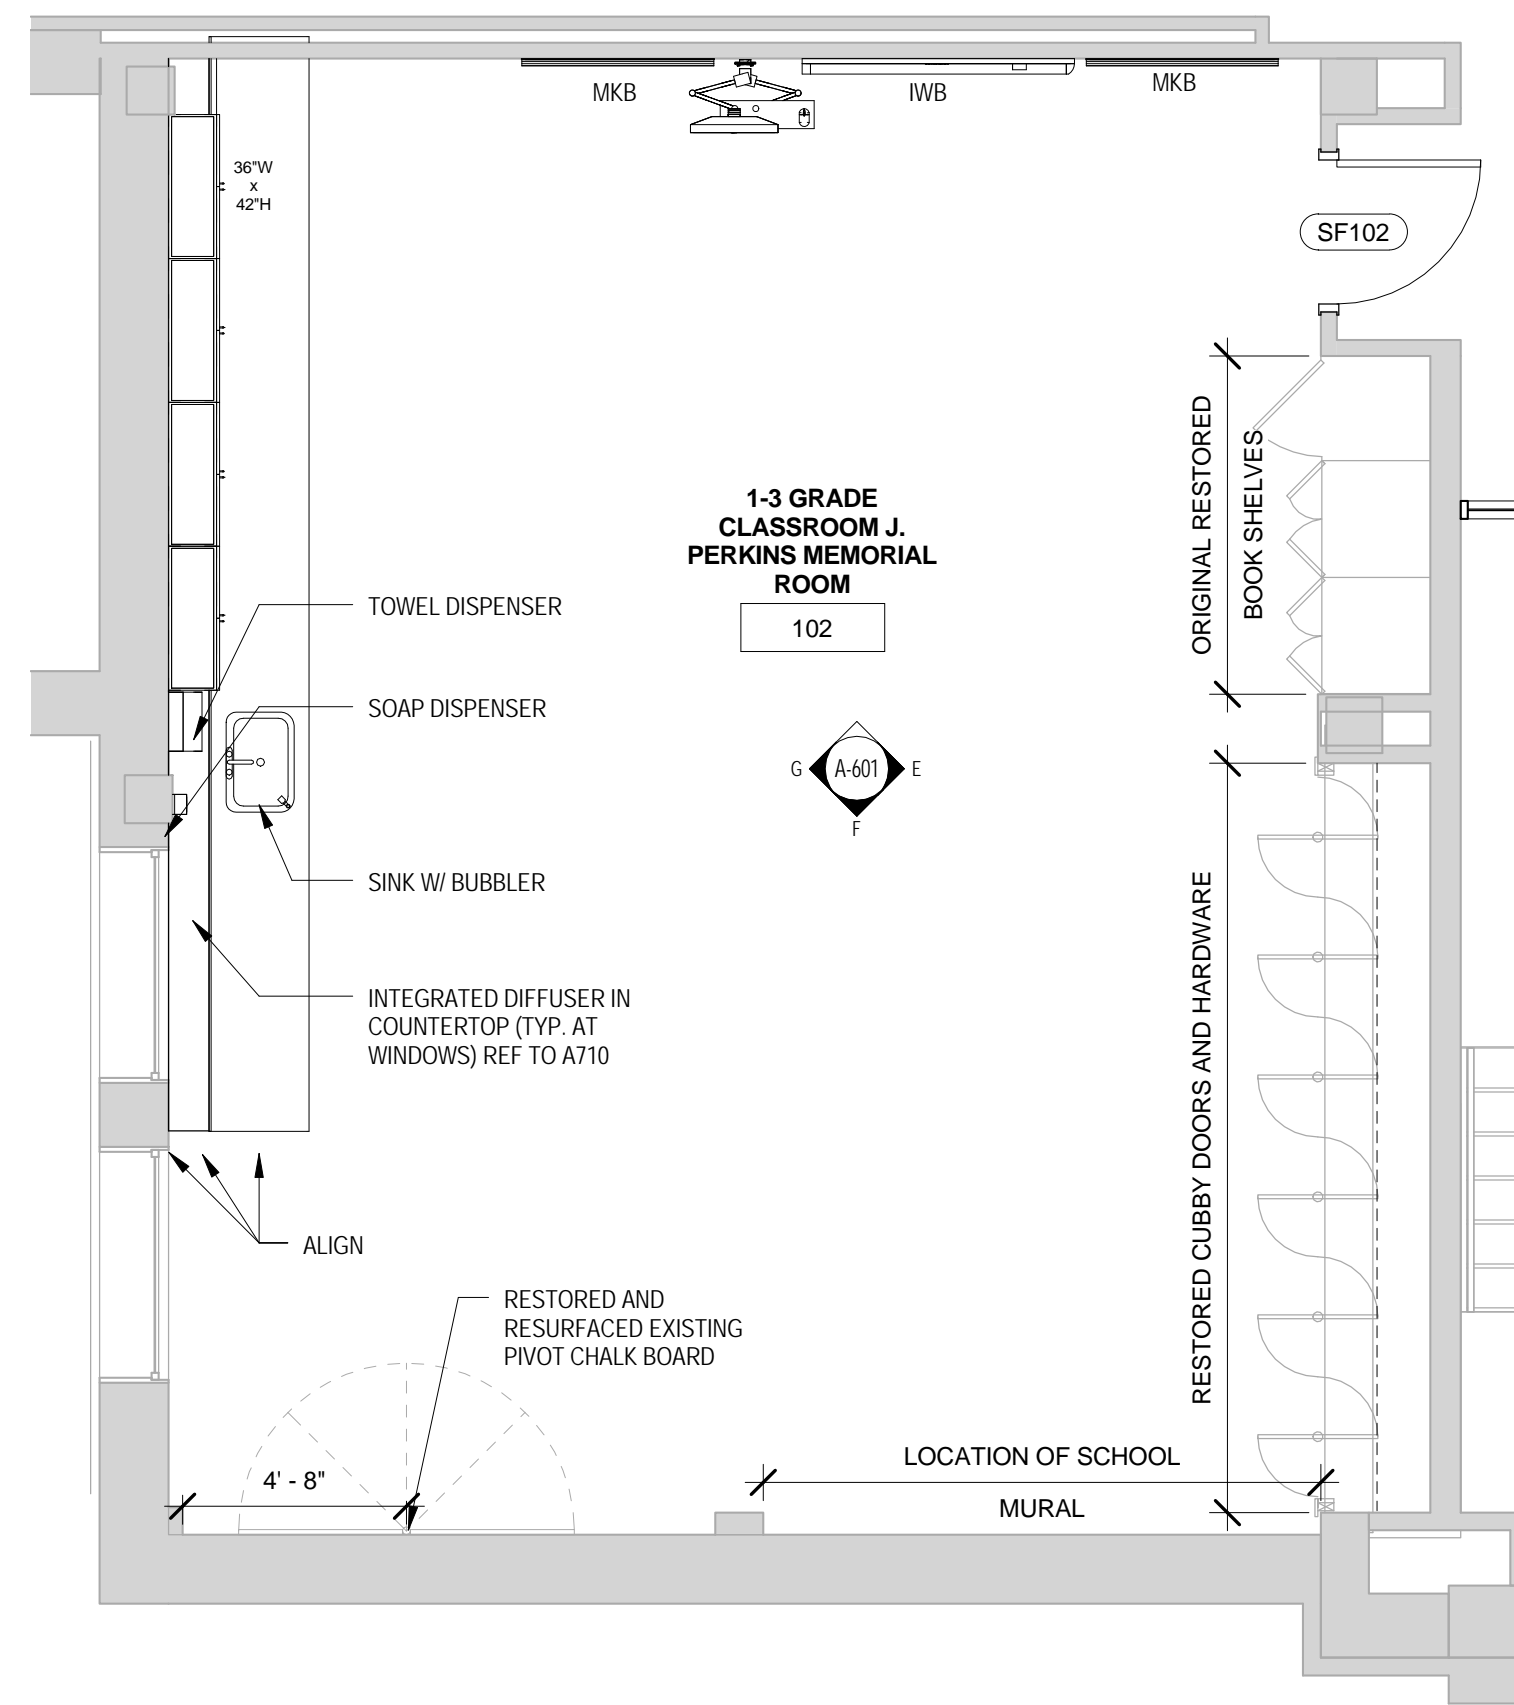 MKB
IWB
MKB
36"W
x
42"H
SF102
ORIGINAL RESTORED
BOOK SHELVES
1-3 GRADE
CLASSROOM J.
PERKINS MEMORIAL
ROOM
102
TOWEL DISPENSER
SOAP DISPENSER
G
A-601
E
F
SINK W/ BUBBLER
RESTORED CUBBY DOORS AND HARDWARE
INTEGRATED DIFFUSER IN
COUNTERTOP (TYP. AT
WINDOWS) REF TO A710
ALIGN
RESTORED AND
RESURFACED EXISTING
PIVOT CHALK BOARD
4' - 8"
LOCATION OF SCHOOL
MURAL